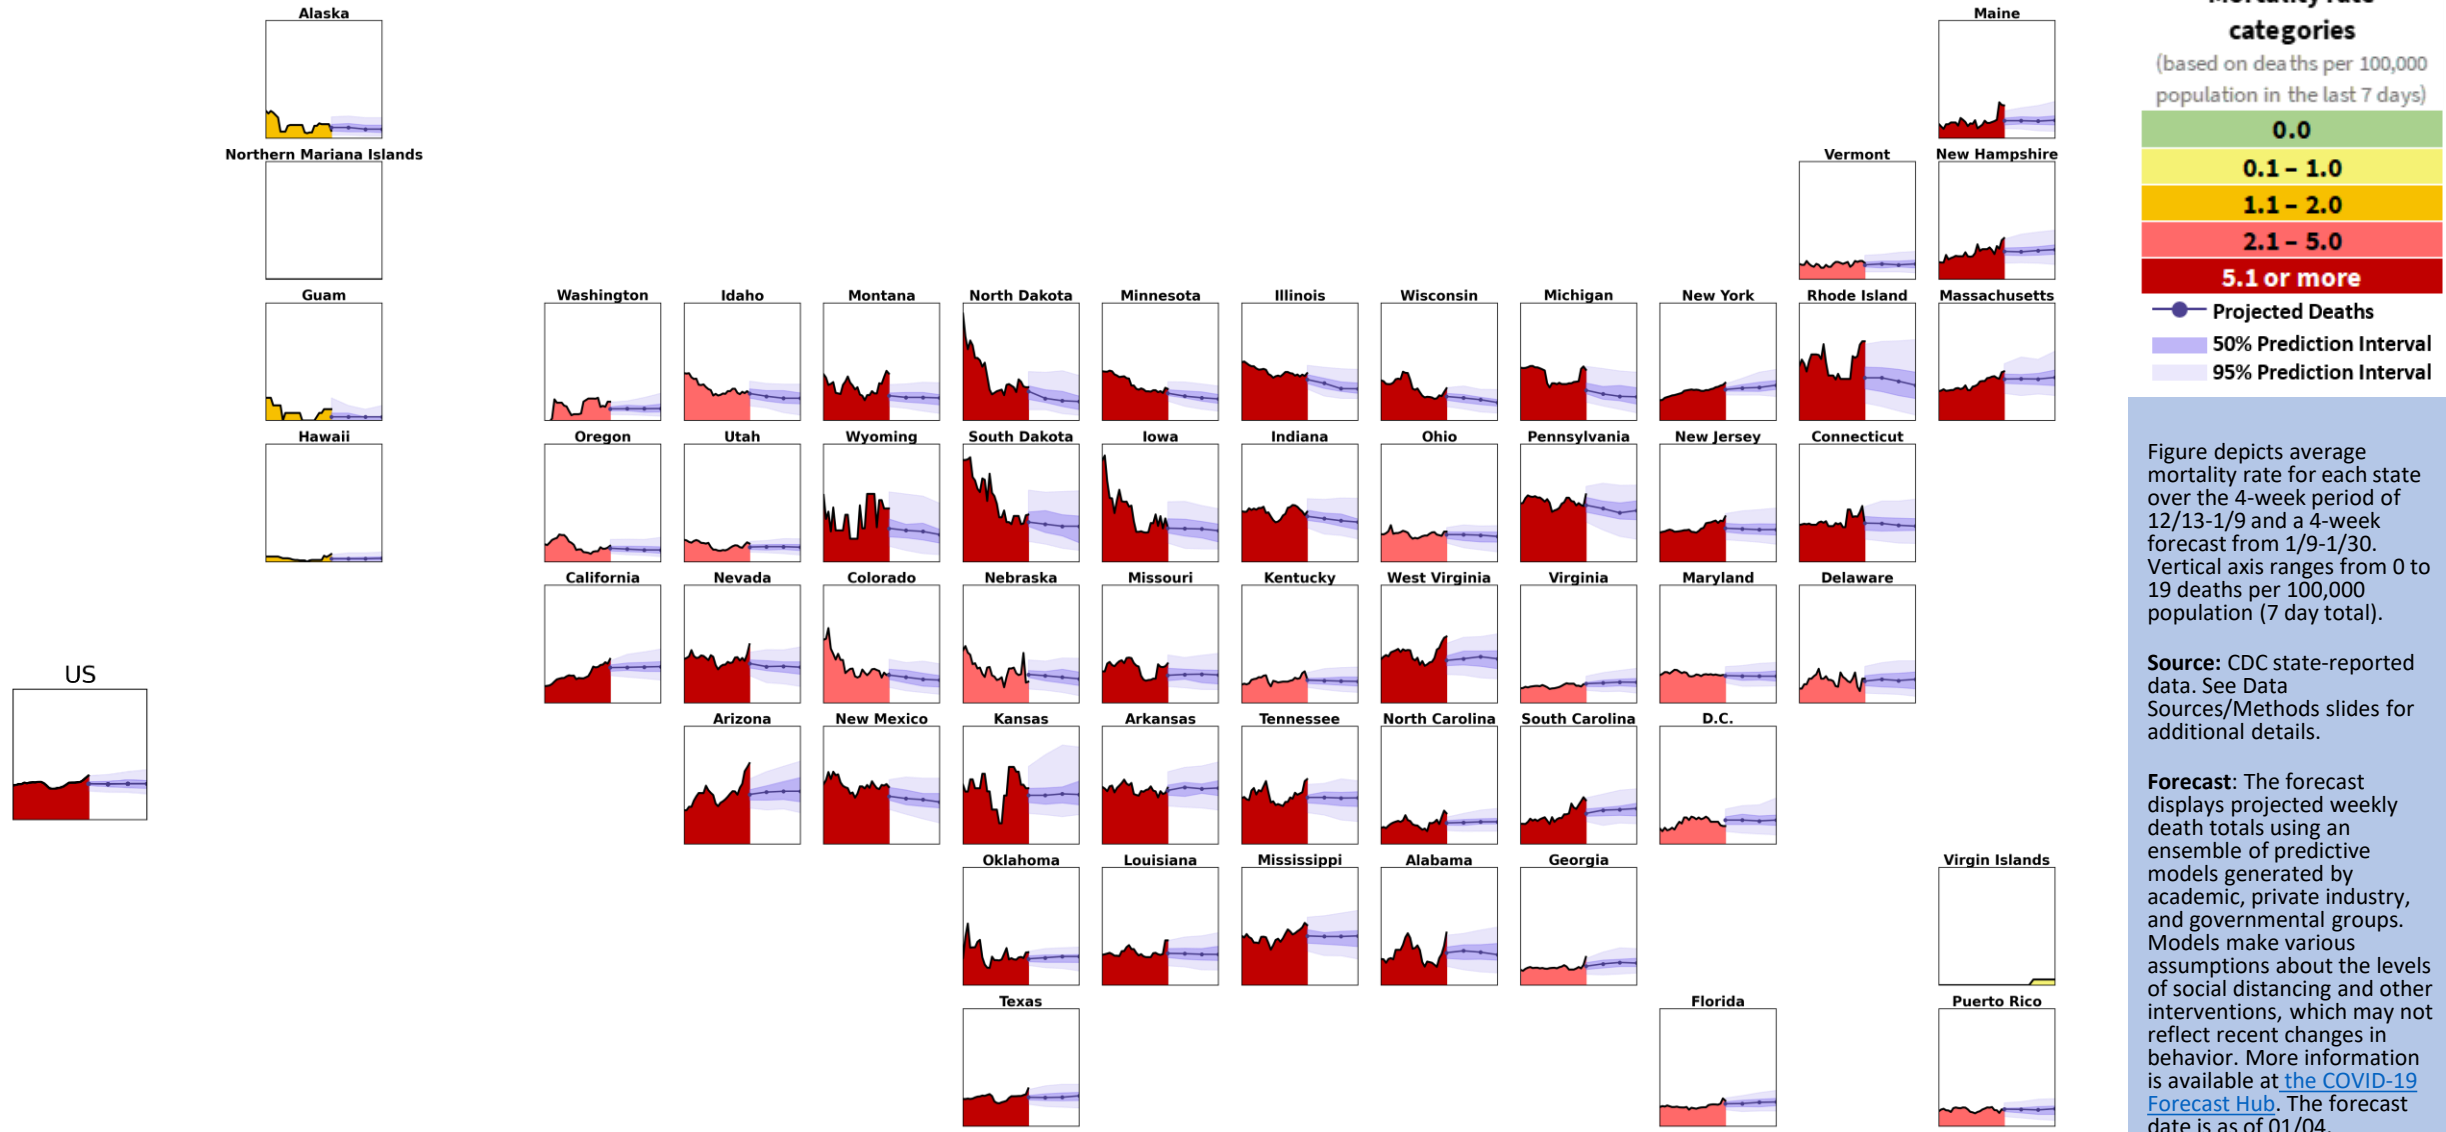 Alaska
Maine
Mortality rate
categories
(based on deaths per 100,000
population in the last 7 days)
0.0
0.1 – 1.0
1.1 – 2.0
2.1 – 5.0
5.1 or more
Projected Deaths
50% Prediction Interval
95% Prediction Interval
Northern Mariana Islands
Vermont
New Hampshire
Guam
Washington
Idaho
Montana
North Dakota
Minnesota
Illinois
Wisconsin
Michigan
New York
Rhode Island
Massachusetts
Hawaii
Oregon
Utah
Wyoming
South Dakota
Iowa
Indiana
Ohio
Pennsylvania
New Jersey
Connecticut
California
Nevada
Colorado
Nebraska
Missouri
Kentucky
West Virginia
Virginia
Maryland
Delaware
US
Arizona
New Mexico
Kansas
Arkansas
Tennessee
North Carolina
South Carolina
D.C.
Oklahoma
Louisiana
Mississippi
Alabama
Georgia
Virgin Islands
Texas
Florida
Puerto Rico
Figure depicts average
mortality rate for each state
over the 4-week period of
12/13-1/9 and a 4-week
forecast from 1/9-1/30.
Vertical axis ranges from 0 to
19 deaths per 100,000
population (7 day total).
Source: CDC state-reported
data. See Data
Sources/Methods slides for
additional details.
Forecast: The forecast
displays projected weekly
death totals using an
ensemble of predictive
models generated by
academic, private industry,
and governmental groups.
Models make various
assumptions about the levels
of social distancing and other
interventions, which may not
reflect recent changes in
behavior. More information
is available at the COVID-19
Forecast Hub. The forecast
date is as of 01/04.